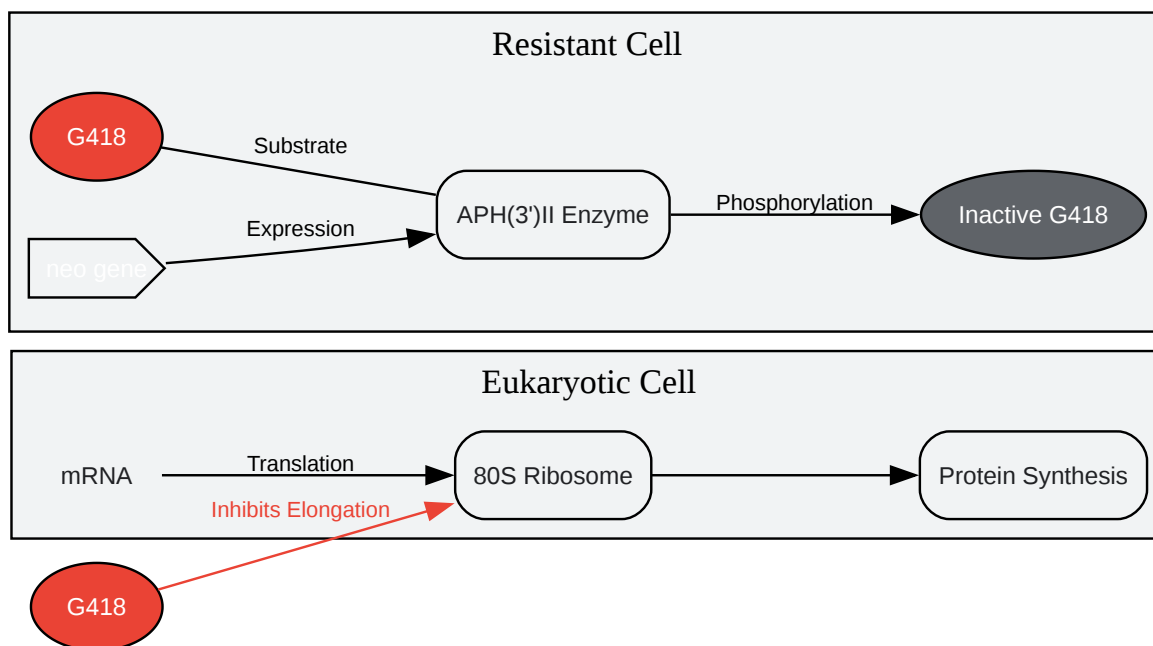 Resistant Cell
G418
Substrate
APH(3')II Enzyme
Phosphorylation
Inactive G418
Expression
neo gene
Eukaryotic Cell
mRNA
Translation
80S Ribosome
Protein Synthesis
Inhibits Elongation
G418